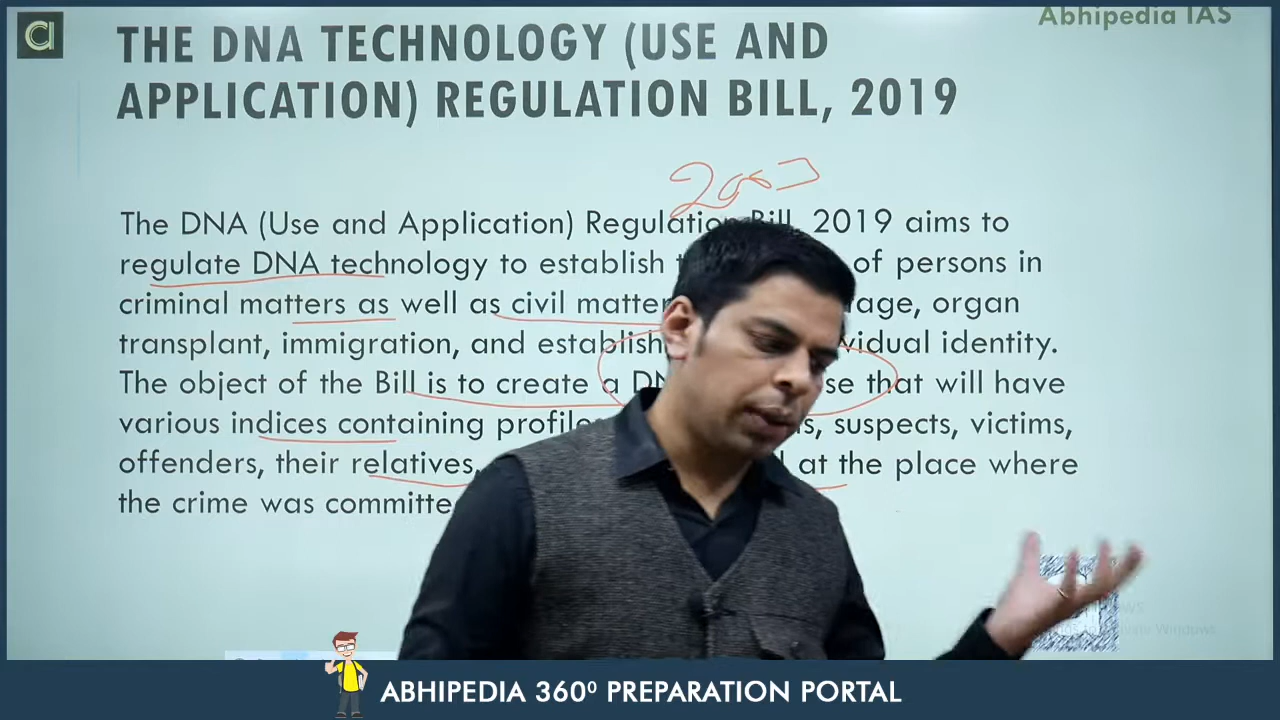 Abhipedia IAS
THE DNA TECHNOLOGY (USE AND
APPLICATION) REGULATION BILL, 2019
The DNA (Use and Application) Regulation Bill, 2019 aims to
regulate DNA technology to establish of persons in
criminal matters as well as civil matter age, organ
transplant, immigration, and establish vidual identity.
The object of the Bill is to create a DN se that will have
various indices containing profile s, suspects, victims,
offenders, their relatives, at the place where
the crime was committe
ABHIPEDIA 360⁰ PREPARATION PORTAL